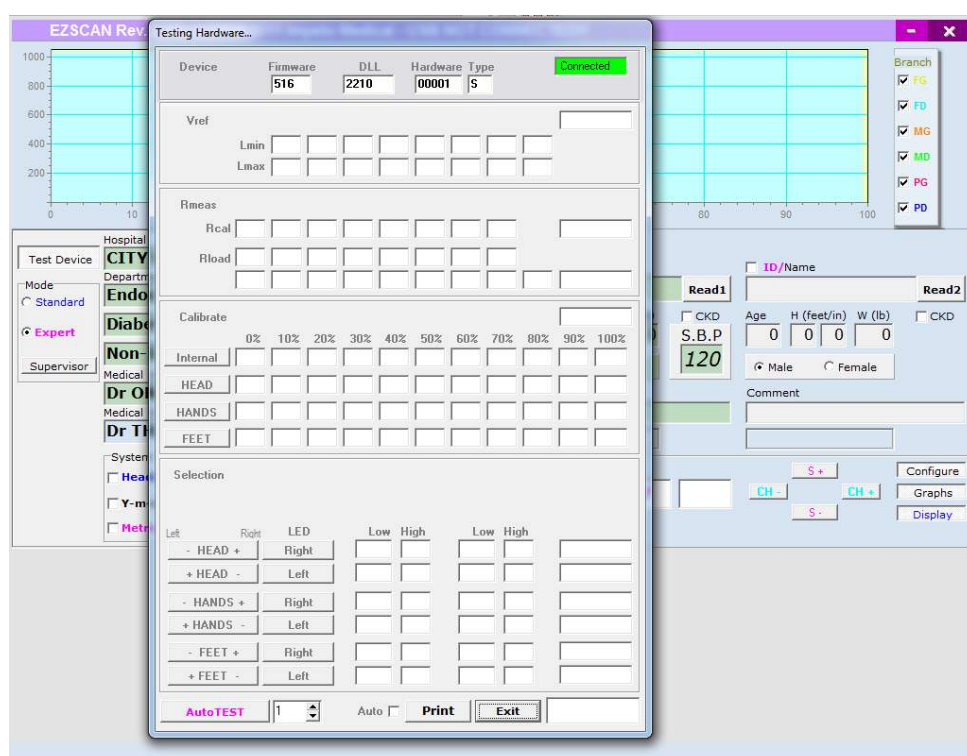 EZSCAN Rev.
Testing Hardware...
Device Firmware DLL Hardware Type
516 2210 00001 S Connected
Vref
Lmin
Lmax
Rmeas
Rcal
Rload
Calibrate
0% 10% 20% 30% 40% 50% 60% 70% 80% 90% 100%
Internal
HEAD
HANDS
FEET
Selection
Left Right LED Low High Low High
- HEAD + Right
+ HEAD - Left
- HANDS + Right
+ HANDS - Left
- FEET + Right
+ FEET - Left
AutoTEST 1 Auto Print Exit
1000
800
600
400
200
0 10 80 90 100
Branch
FG
FD
MG
MD
PG
PD
Test Device
Mode
Standard
Expert
Supervisor
Hospital
CITY
Departm
Endo
Diabe
Non-
Medical
Dr
Medical
Dr
System
Head
Y-m
Metr
Read1
CKD
S.B.P
120
ID/Name
Read2
Age H (feet/in) W (lb) CKD
0 0 0 0
Male Female
Comment
S +
CH - CH +
S -
Configure
Graphs
Display